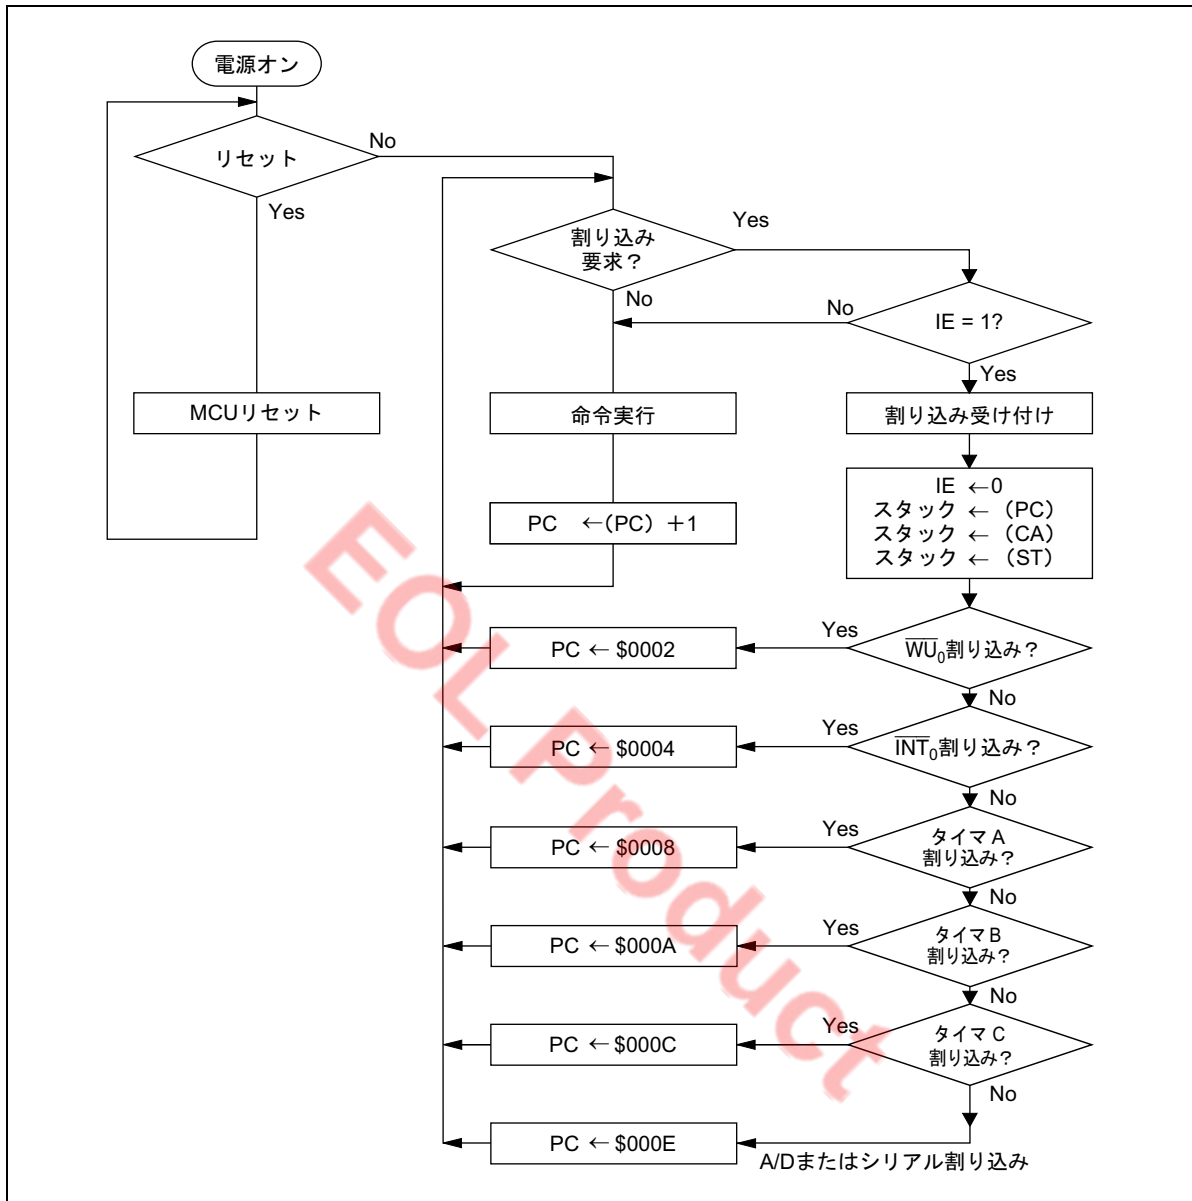 電源オン
リセット
No
Yes
MCUリセット
割り込み
要求？
Yes
No
IE = 1?
No
Yes
命令実行
割り込み受け付け
PC ←(PC) ＋1
IE ←0
スタック ← (PC)
スタック ← (CA)
スタック ← (ST)
WU0割り込み？
Yes
PC ← $0002
No
INT0割り込み？
Yes
PC ← $0004
No
タイマ A
割り込み？
Yes
PC ← $0008
No
タイマ B
割り込み？
Yes
PC ← $000A
No
タイマ C
割り込み？
Yes
PC ← $000C
No
PC ← $000E
A/Dまたはシリアル割り込み
EOL Product